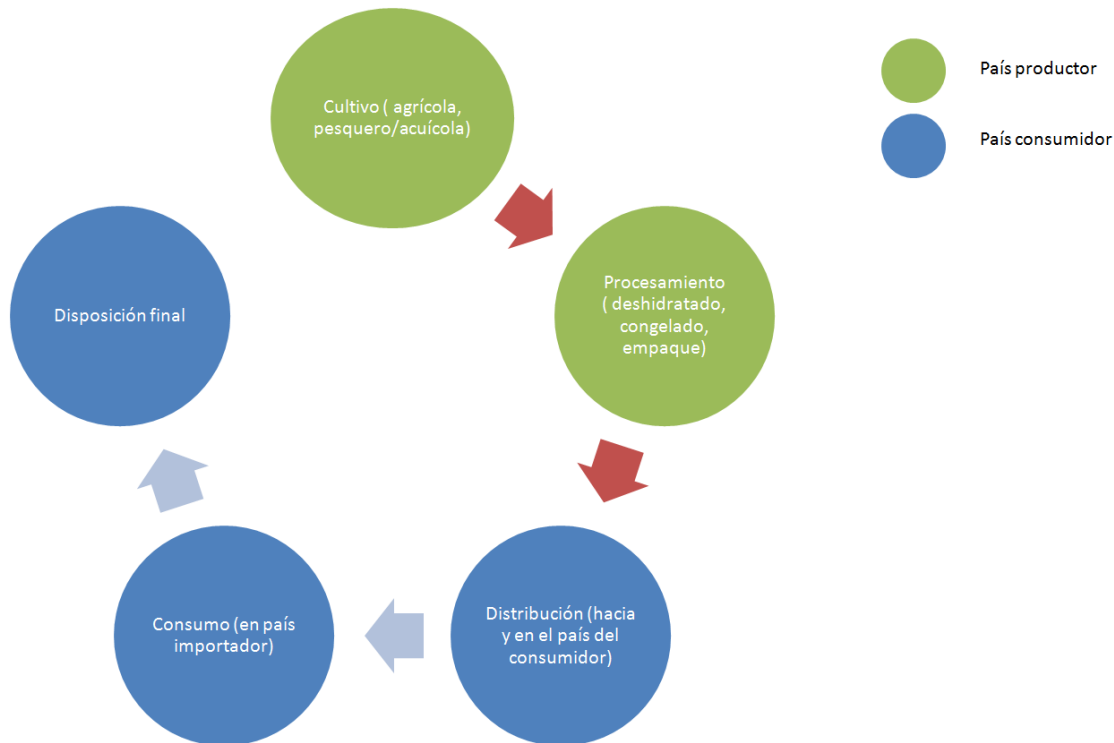 Cultivo ( agrícola,
pesquero/acuícola)
País productor
País consumidor
Procesamiento
( deshidratado,
congelado,
empaque)
Distribución (hacia
y en el país del
consumidor)
Consumo (en país
importador)
Disposición final